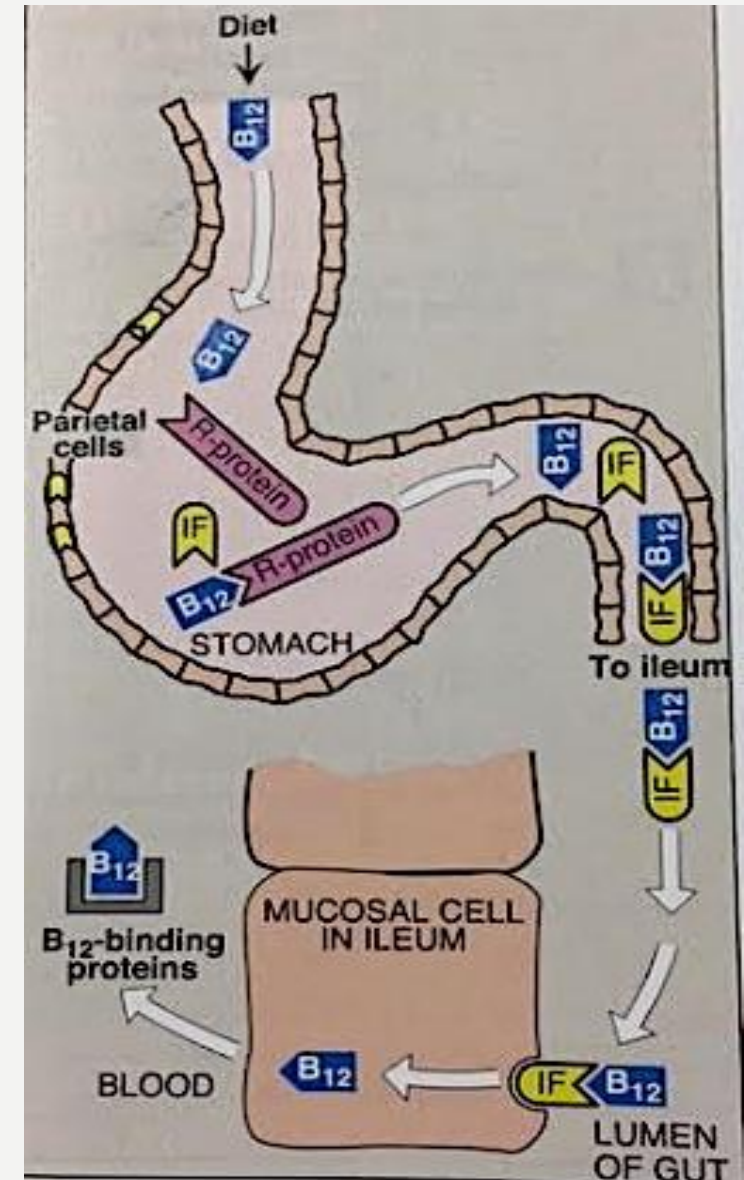 Diet
B12
B12
Parietal
cells
R-protein
B12
IF
IF
R-protein
B12
B12
IF
STOMACH
To ileum
B12
IF
B12
MUCOSAL CELL
IN ILEUM
B12-binding
proteins
B12
IF
B12
BLOOD
LUMEN
OF GUT